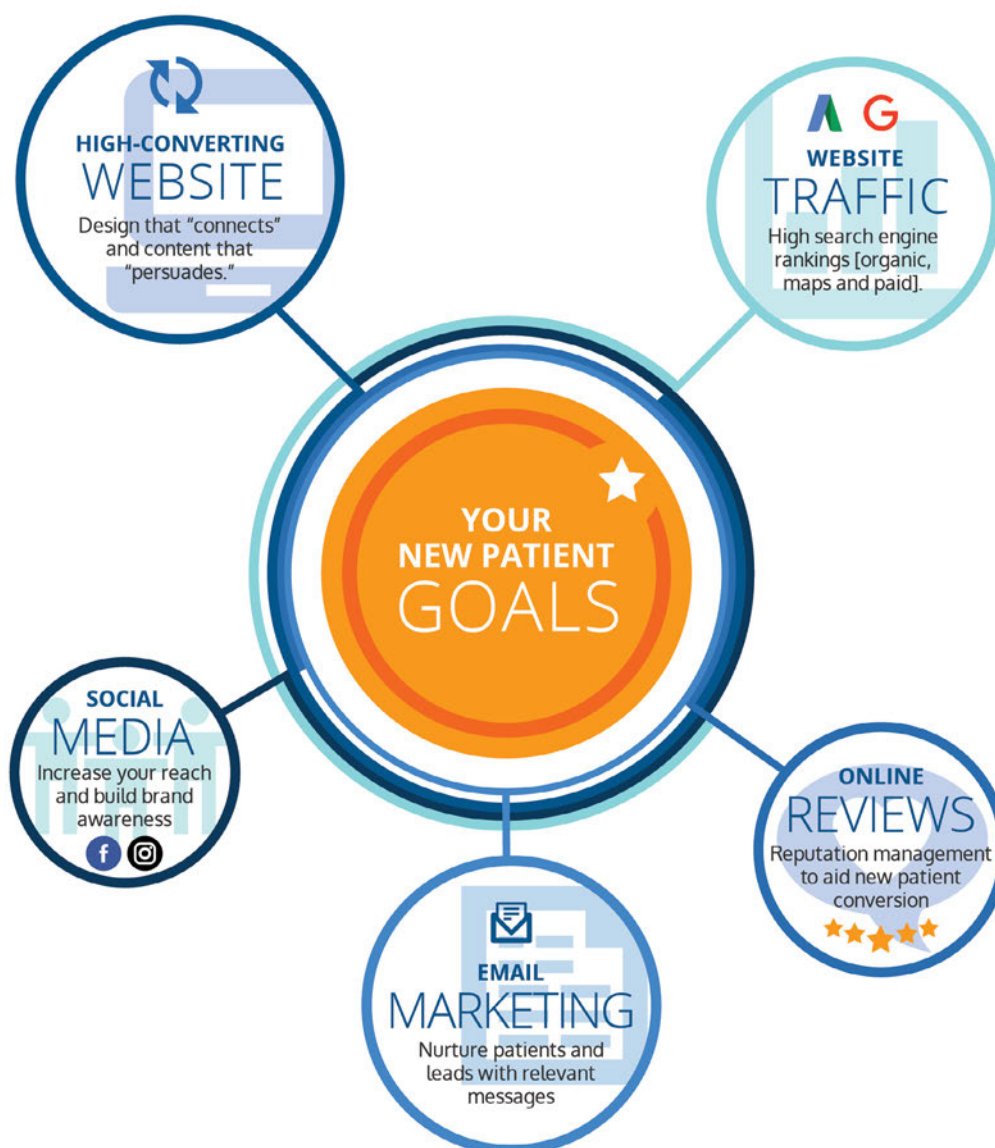 HIGH-CONVERTING
WEBSITE
Design that “connects”
and content that
“persuades.”
WEBSITE
TRAFFIC
High search engine
rankings [organic,
maps and paid].
YOUR
NEW PATIENT
GOALS
SOCIAL
MEDIA
Increase your reach
and build brand
awareness
ONLINE
REVIEWS
Reputation management
to aid new patient
conversion
EMAIL
MARKETING
Nurture patients and
leads with relevant
messages